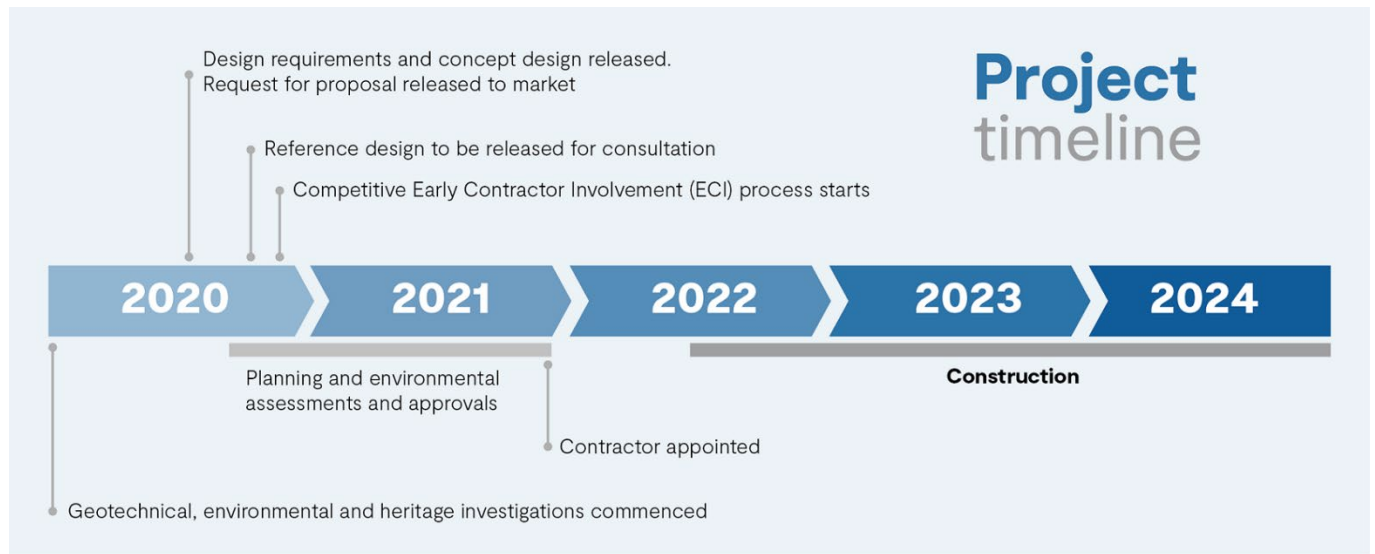 Project
timeline
Design requirements and concept design released.
Request for proposal released to market
Reference design to be released for consultation
Competitive Early Contractor Involvement (ECI) process starts
2020
2021
2022
2023
2024
Planning and environmental
assessments and approvals
Construction
Contractor appointed
Geotechnical, environmental and heritage investigations commenced